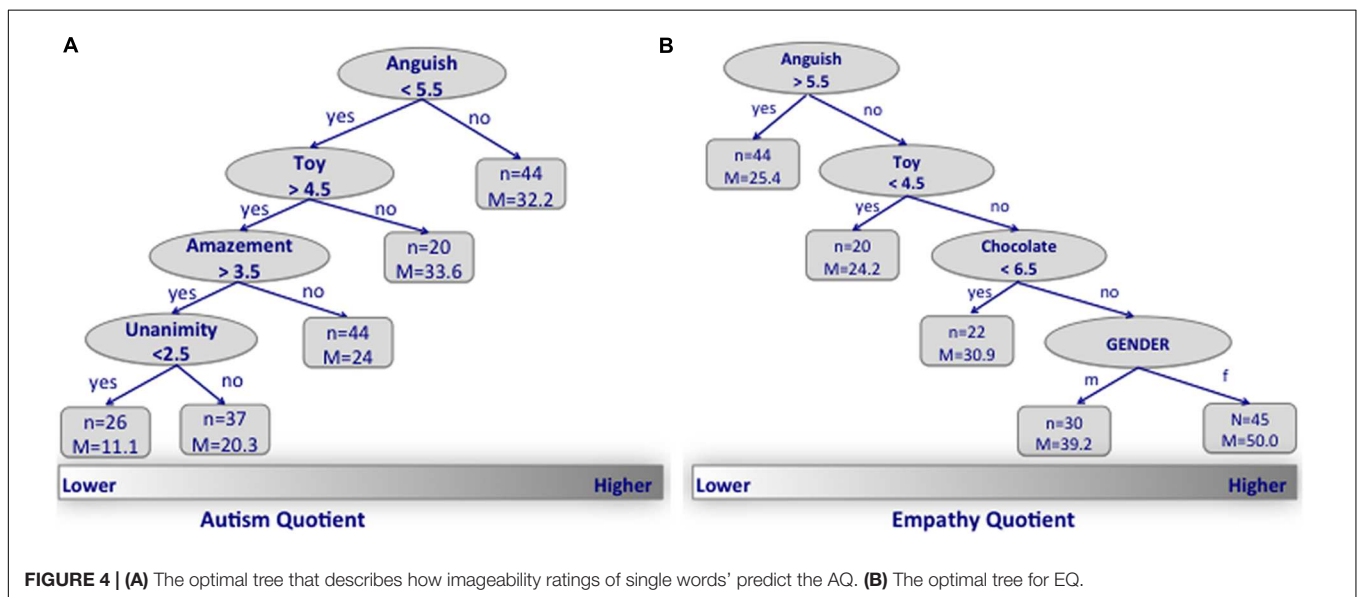 A
Anguish
< 5.5
yes
no
Toy
> 4.5
n=44
M=32.2
yes
no
Amazement
> 3.5
n=20
M=33.6
yes
no
Unanimity
<2.5
n=44
M=24
yes
no
n=26
M=11.1
n=37
M=20.3
Lower
Higher
Autism Quotient
B
Anguish
> 5.5
yes
no
n=44
M=25.4
Toy
< 4.5
yes
no
n=20
M=24.2
Chocolate
< 6.5
yes
no
n=22
M=30.9
GENDER
m
f
n=30
M=39.2
N=45
M=50.0
Lower
Higher
Empathy Quotient
FIGURE 4 | (A) The optimal tree that describes how imageability ratings of single words’ predict the AQ. (B) The optimal tree for EQ.